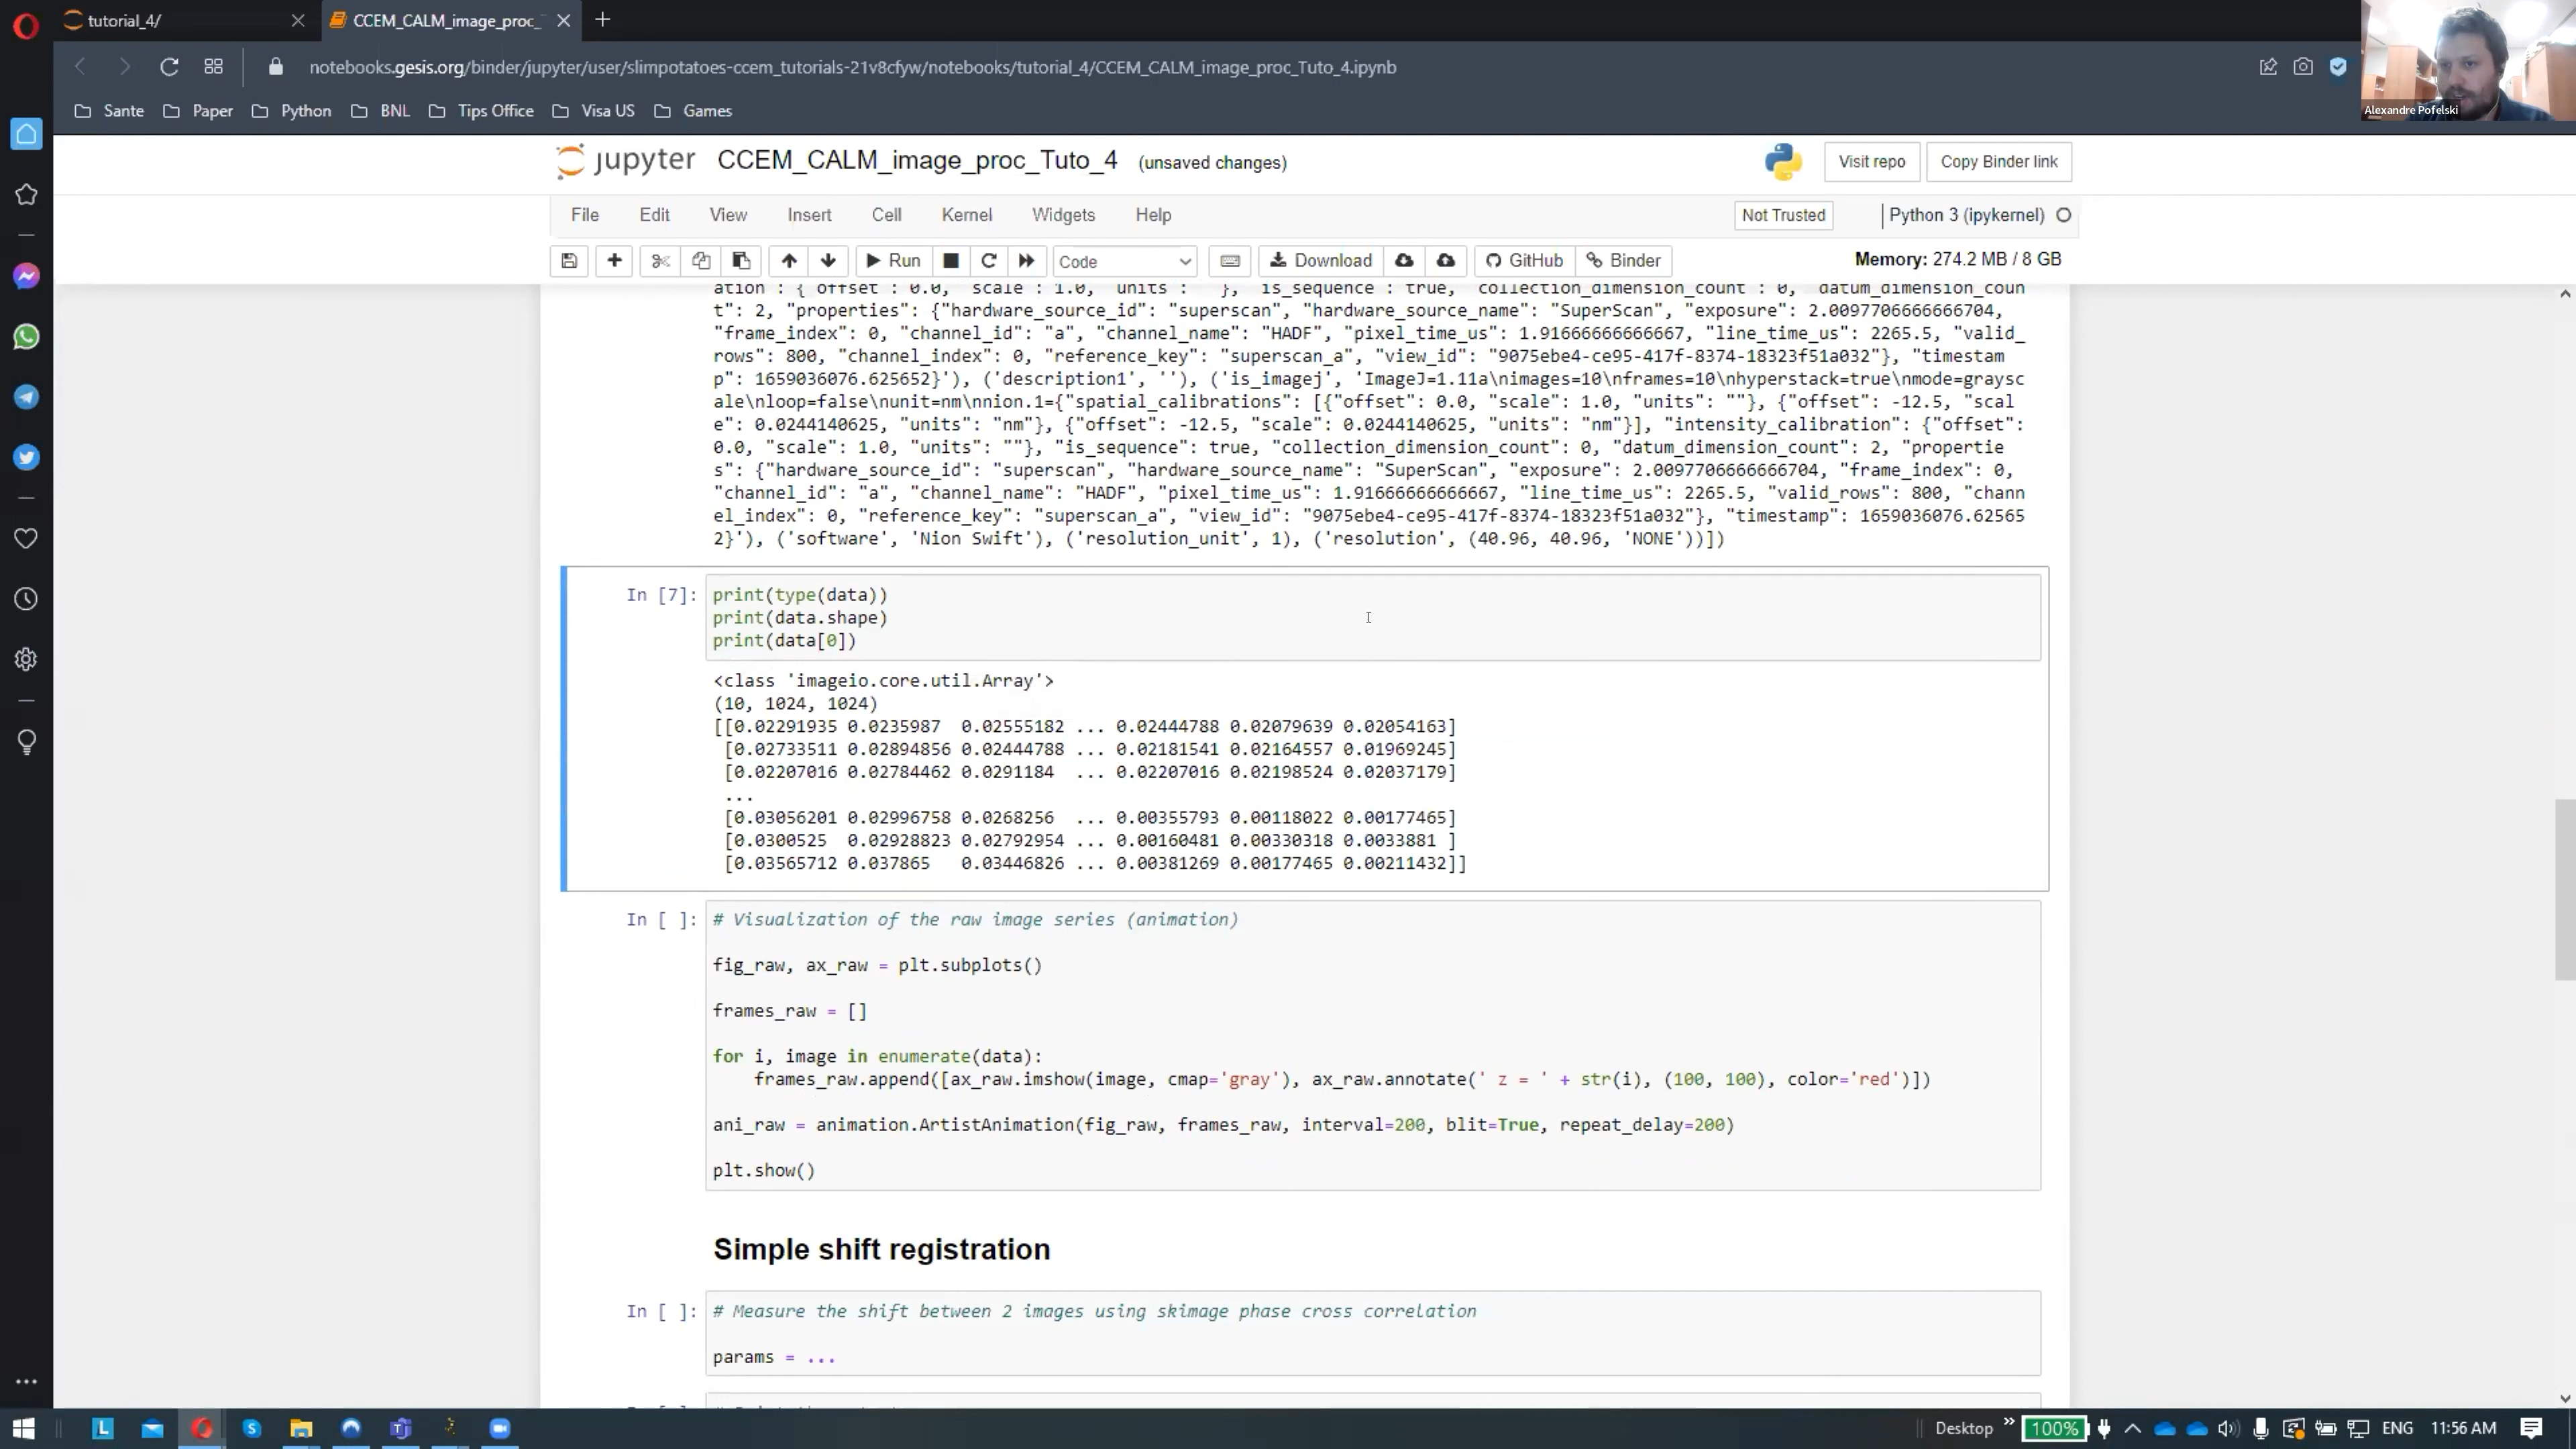 tutorial_4/
CCEM_CALM_image_proc_
notebooks.gesis.org/binder/jupyter/user/slimpotatoes-ccem_tutorials-21v8cfyw/notebooks/tutorial_4/CCEM_CALM_image_proc_Tuto_4.ipynb
Alexandre Pofelski
Sante
Paper
Python
BNL
Tips Office
Visa US
Games
jupyter
CCEM_CALM_image_proc_Tuto_4 (unsaved changes)
Visit repo
Copy Binder link
File
Edit
View
Insert
Cell
Kernel
Widgets
Help
Not Trusted
Python 3 (ipykernel)
Run
Code
Download
GitHub
Binder
Memory: 274.2 MB / 8 GB
ation": {"offset": 0.0, "scale": 1.0, "units": ""}, "is_sequence": true, "collection_dimension_count": 0, "datum_dimension_coun
t": 2, "properties": {"hardware_source_id": "superscan", "hardware_source_name": "SuperScan", "exposure": 2.0097706666666704,
"frame_index": 0, "channel_id": "a", "channel_name": "HADF", "pixel_time_us": 1.91666666666667, "line_time_us": 2265.5, "valid_
rows": 800, "channel_index": 0, "reference_key": "superscan_a", "view_id": "9075ebe4-ce95-417f-8374-18323f51a032"}, "timestam
p": 1659036076.625652}'), ('description1', ''), ('is_imagej', 'ImageJ=1.11a\nimages=10\nframes=10\nhyperstack=true\nmode=graysc
ale\nloop=false\nunit=nm\nnion.1={"spatial_calibrations": [{"offset": 0.0, "scale": 1.0, "units": ""}, {"offset": -12.5, "scal
e": 0.0244140625, "units": "nm"}, {"offset": -12.5, "scale": 0.0244140625, "units": "nm"}], "intensity_calibration": {"offset":
0.0, "scale": 1.0, "units": ""}, "is_sequence": true, "collection_dimension_count": 0, "datum_dimension_count": 2, "propertie
s": {"hardware_source_id": "superscan", "hardware_source_name": "SuperScan", "exposure": 2.0097706666666704, "frame_index": 0,
"channel_id": "a", "channel_name": "HADF", "pixel_time_us": 1.91666666666667, "line_time_us": 2265.5, "valid_rows": 800, "chann
el_index": 0, "reference_key": "superscan_a", "view_id": "9075ebe4-ce95-417f-8374-18323f51a032"}, "timestamp": 1659036076.62565
2}'), ('software', 'Nion Swift'), ('resolution_unit', 1), ('resolution', (40.96, 40.96, 'NONE'))])
In [7]: print(type(data))
print(data.shape)
print(data[0])
<class 'imageio.core.util.Array'>
(10, 1024, 1024)
[[0.02291935 0.0235987  0.02555182 ... 0.02444788 0.02079639 0.02054163]
[0.02733511 0.02894856 0.02444788 ... 0.02181541 0.02164557 0.01969245]
[0.02207016 0.02784462 0.0291184  ... 0.02207016 0.02198524 0.02037179]
...
[0.03056201 0.02996758 0.0268256  ... 0.00355793 0.00118022 0.00177465]
[0.0300525  0.02928823 0.02792954 ... 0.00160481 0.00330318 0.0033881 ]
[0.03565712 0.037865   0.03446826 ... 0.00381269 0.00177465 0.00211432]]
In [ ]: # Visualization of the raw image series (animation)
fig_raw, ax_raw = plt.subplots()
frames_raw = []
for i, image in enumerate(data):
frames_raw.append([ax_raw.imshow(image, cmap='gray'), ax_raw.annotate(' z = ' + str(i), (100, 100), color='red')])
ani_raw = animation.ArtistAnimation(fig_raw, frames_raw, interval=200, blit=True, repeat_delay=200)
plt.show()
Simple shift registration
In [ ]: # Measure the shift between 2 images using skimage phase cross correlation
params = ...
Desktop
100%
ENG
11:56 AM